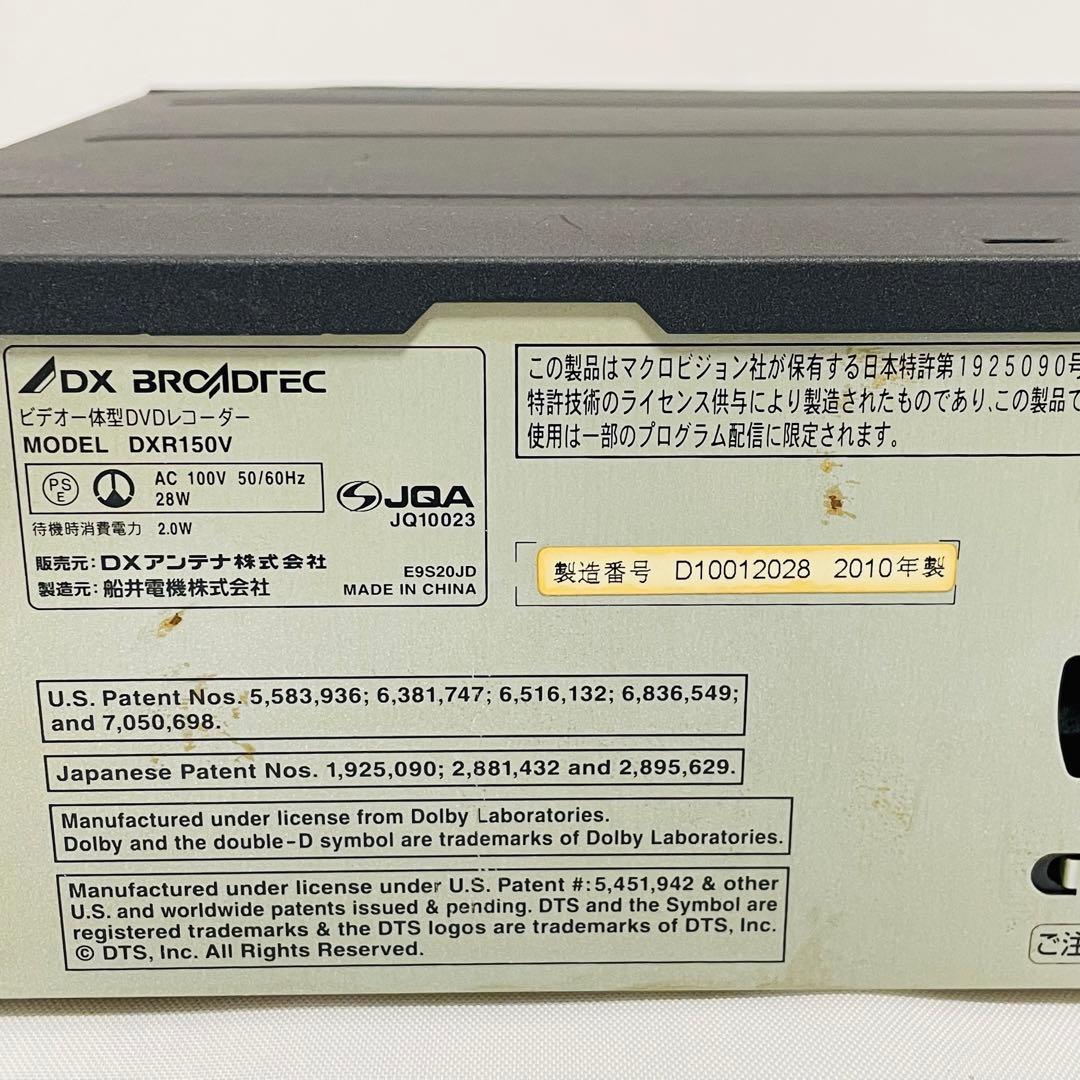 DX BROADTEC
ビデオ一体型DVDレコーダー
MODEL DXR150V
PSE
AC 100V 50/60Hz
28W
JQA
JQ10023
待機時消費電力 2.0W
販売元:DXアンテナ株式会社
製造元:船井電機株式会社
E9S20JD
MADE IN CHINA
この製品はマクロビジョン社が保有する日本特許第1925090号
特許技術のライセンス供与により製造されたものであり、この製品で
使用は一部のプログラム配信に限定されます。
製造番号 D10012028 2010年製
U.S. Patent Nos. 5,583,936; 6,381,747; 6,516,132; 6,836,549;
and 7,050,698.
Japanese Patent Nos. 1,925,090; 2,881,432 and 2,895,629.
Manufactured under license from Dolby Laboratories.
Dolby and the double-D symbol are trademarks of Dolby Laboratories.
Manufactured under license under U.S. Patent #: 5,451,942 & other
U.S. and worldwide patents issued & pending. DTS and the Symbol are
registered trademarks & the DTS logos are trademarks of DTS, Inc.
© DTS, Inc. All Rights Reserved.
ご注